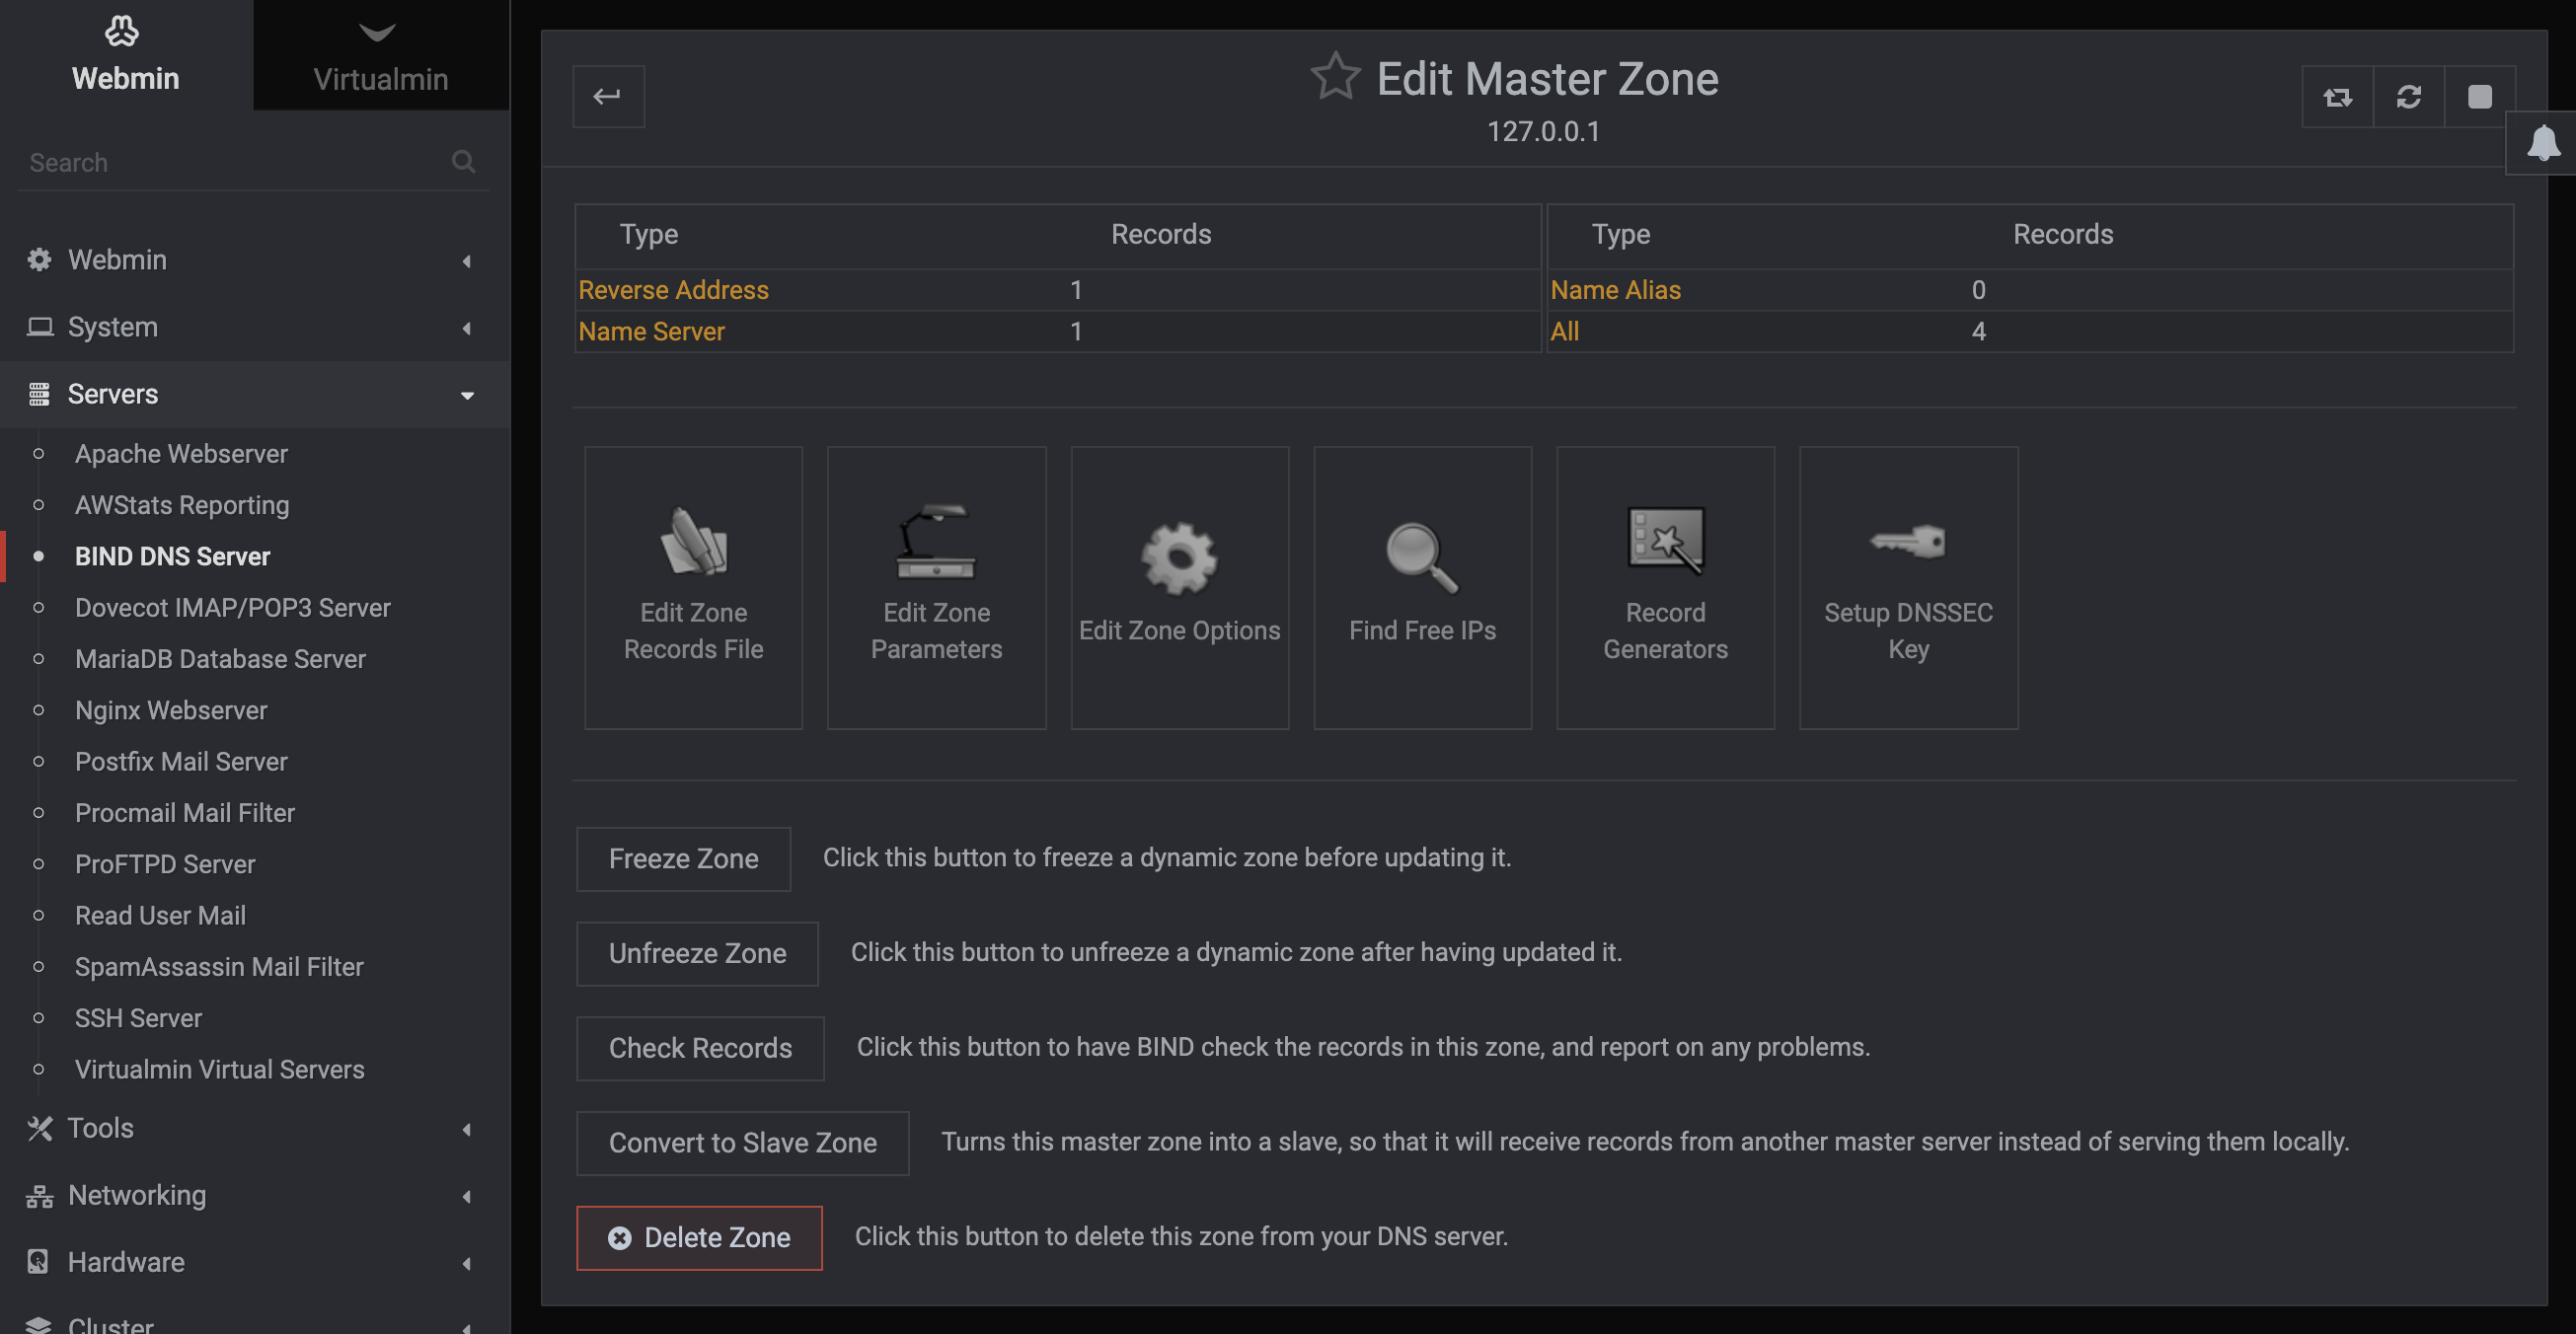 Webmin
Virtualmin
Search
Webmin
System
Servers
Apache Webserver
AWStats Reporting
BIND DNS Server
Dovecot IMAP/POP3 Server
MariaDB Database Server
Nginx Webserver
Postfix Mail Server
Procmail Mail Filter
ProFTPD Server
Read User Mail
SpamAssassin Mail Filter
SSH Server
Virtualmin Virtual Servers
Tools
Networking
Hardware
Cluster
Edit Master Zone
127.0.0.1
Type Records Type Records
Reverse Address 1 Name Alias 0
Name Server 1 All 4
Edit Zone
Records File
Edit Zone
Parameters
Edit Zone Options
Find Free IPs
Record
Generators
Setup DNSSEC
Key
Freeze Zone Click this button to freeze a dynamic zone before updating it.
Unfreeze Zone Click this button to unfreeze a dynamic zone after having updated it.
Check Records Click this button to have BIND check the records in this zone, and report on any problems.
Convert to Slave Zone Turns this master zone into a slave, so that it will receive records from another master server instead of serving them locally.
Delete Zone Click this button to delete this zone from your DNS server.